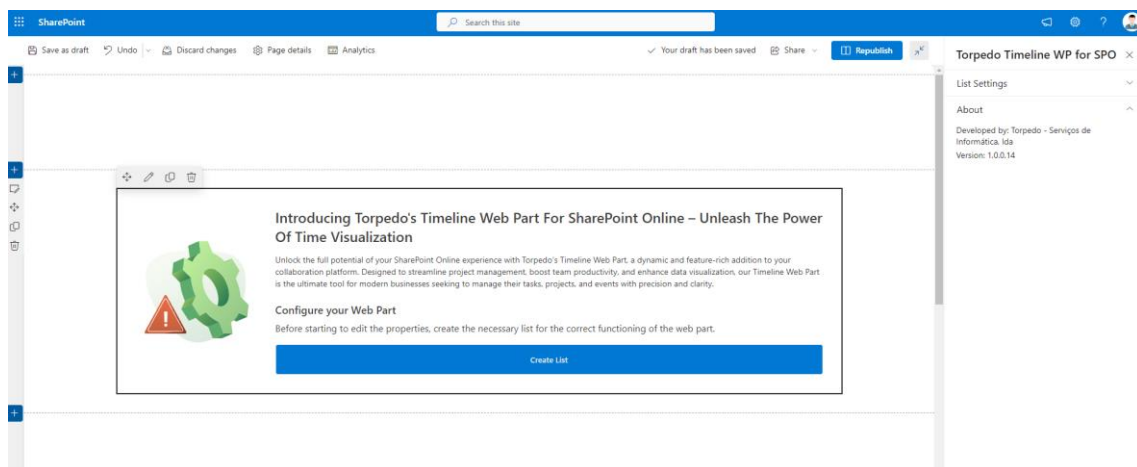 SharePoint
Search this site
Save as draft
Undo
Discard changes
Page details
Analytics
Your draft has been saved
Share
Republish
Torpedo Timeline WP for SPO
List Settings
About
Developed by: Torpedo - Serviços de
Informática, lda
Version: 1.0.0.14
Introducing Torpedo's Timeline Web Part For SharePoint Online – Unleash The Power
Of Time Visualization
Unlock the full potential of your SharePoint Online experience with Torpedo's Timeline Web Part, a dynamic and feature-rich addition to your
collaboration platform. Designed to streamline project management, boost team productivity, and enhance data visualization, our Timeline Web Part
is the ultimate tool for modern businesses seeking to manage their tasks, projects, and events with precision and clarity.
Configure your Web Part
Before starting to edit the properties, create the necessary list for the correct functioning of the web part.
Create List